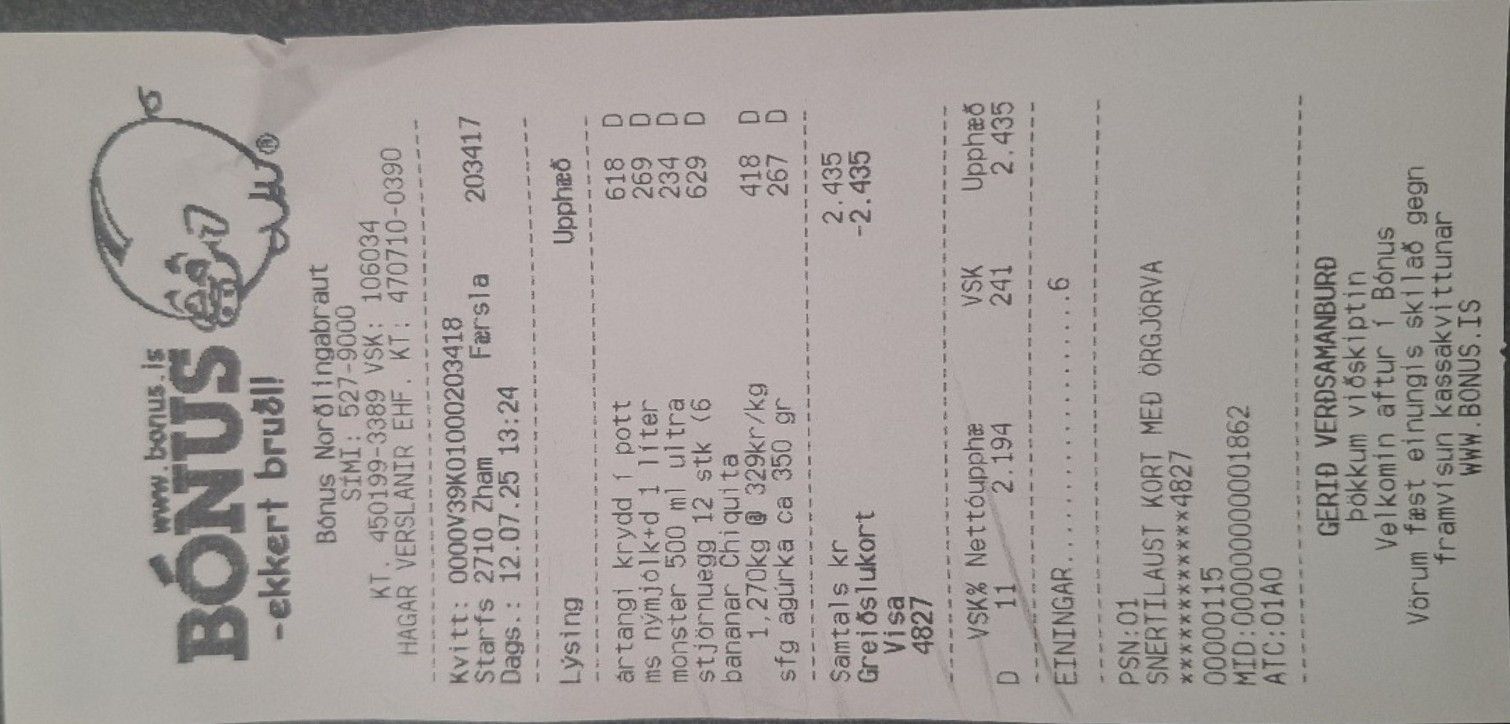 www.bonus.is
BÓNUS
-ekkert bruðl!
®
Bónus Norðlingabraut
SÍMI: 527-9000
KT. 450199-3389 VSK: 106034
HAGAR VERSLANIR EHF. KT: 470710-0390
Kvitt: 0000V39K01000203418
Starfs 2710 Zham Færsla 203417
Dags.: 12.07.25 13:24
Lýsing Upphæð
ártangi krydd í pott 618 D
ms nýmjólk+d 1 líter 269 D
monster 500 ml ultra 234 D
stjörnuegg 12 stk (6 629 D
bananar Chiquita
1,270kg @ 329kr/kg 418 D
sfg agúrka ca 350 gr 267 D
Samtals kr 2.435
Greiðslukort -2.435
Visa
4827
VSK% Nettóupphæ VSK Upphæð
D 11 2.194 241 2.435
EININGAR......................6
PSN:01
SNERTILAUST KORT MEÐ ÖRGJÖRVA
************4827
00000115
MID:000000000001862
ATC:01A0
GERIÐ VERÐSAMANBURÐ
Þökkum viðskiptin
Velkomin aftur í Bónus
Vörum fæst einungis skilað gegn
framvísun kassakvittunar
WWW.BONUS.IS